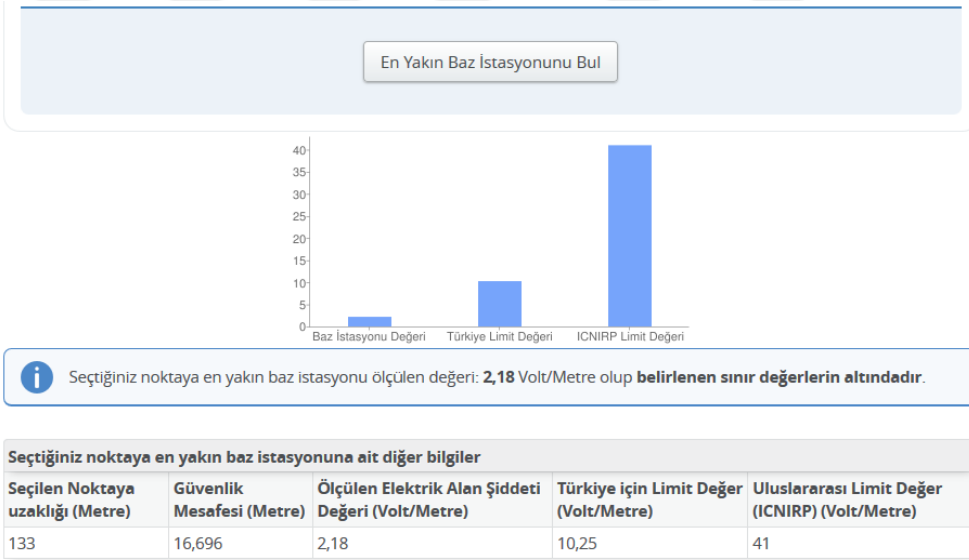 En Yakın Baz İstasyonunu Bul
40
35
30
25
20
15
10
5
0
Baz İstasyonu Değeri Türkiye Limit Değeri ICNIRP Limit Değeri
Seçtiğiniz noktaya en yakın baz istasyonu ölçülen değeri: 2,18 Volt/Metre olup belirlenen sınır değerlerin altındadır.
Seçtiğiniz noktaya en yakın baz istasyonuna ait diğer bilgiler
Seçilen Noktaya Güvenlik Ölçülen Elektrik Alan Şiddeti Türkiye için Limit Değer Uluslararası Limit Değer
uzaklığı (Metre) Mesafesi (Metre) Değeri (Volt/Metre) (Volt/Metre) (ICNIRP) (Volt/Metre)
133 16,696 2,18 10,25 41